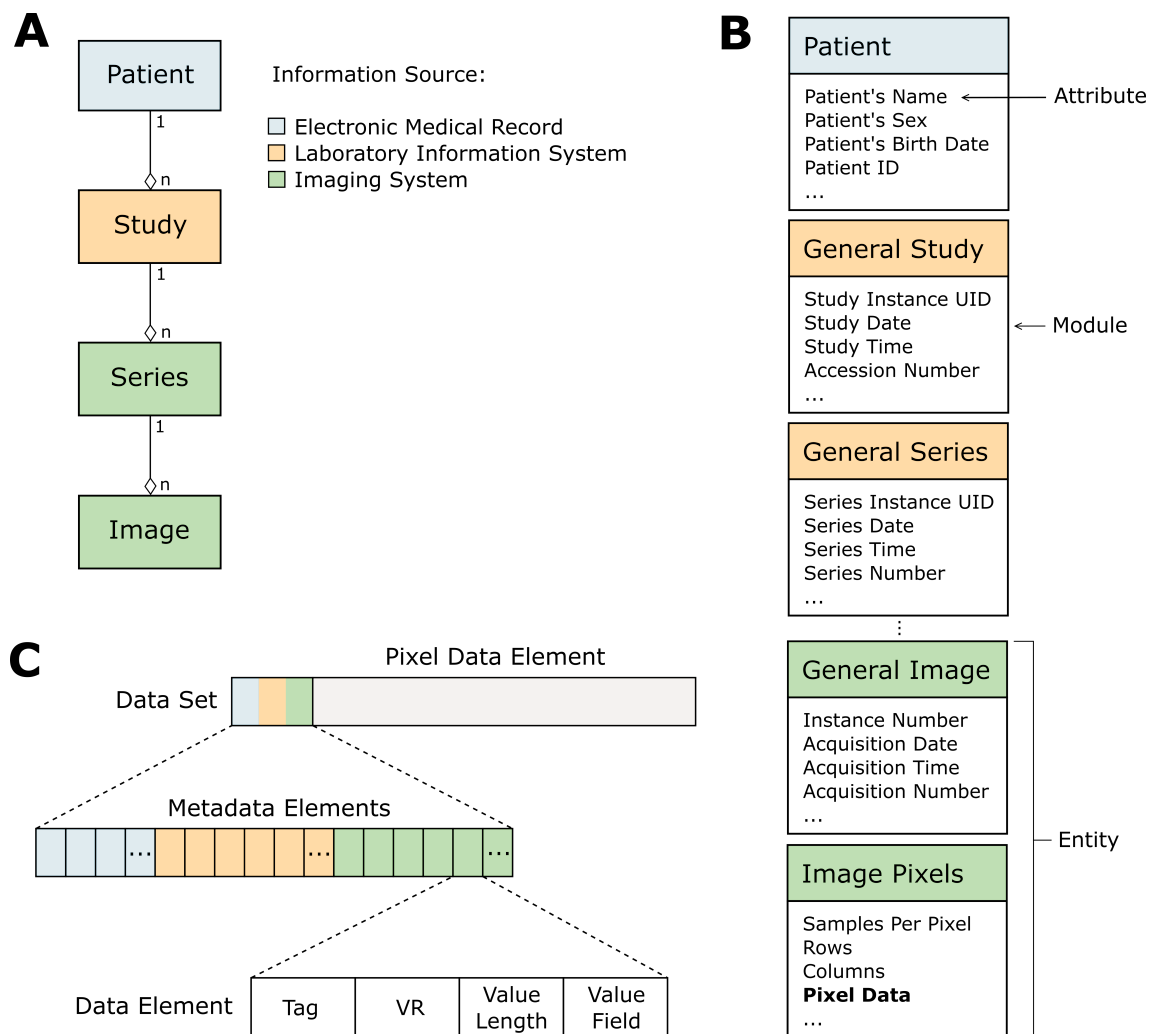 A
Patient
1
n
Study
1
n
Series
1
n
Image
Information Source:
Electronic Medical Record
Laboratory Information System
Imaging System
B
Patient
Patient's Name
Patient's Sex
Patient's Birth Date
Patient ID
...
Attribute
General Study
Study Instance UID
Study Date
Study Time
Accession Number
...
Module
General Series
Series Instance UID
Series Date
Series Time
Series Number
...
⋮
General Image
Instance Number
Acquisition Date
Acquisition Time
Acquisition Number
...
Entity
Image Pixels
Samples Per Pixel
Rows
Columns
Pixel Data
...
C
Pixel Data Element
Data Set
Metadada Elements
... ... ...
Data Element
Tag
VR
Value
Length
Value
Field